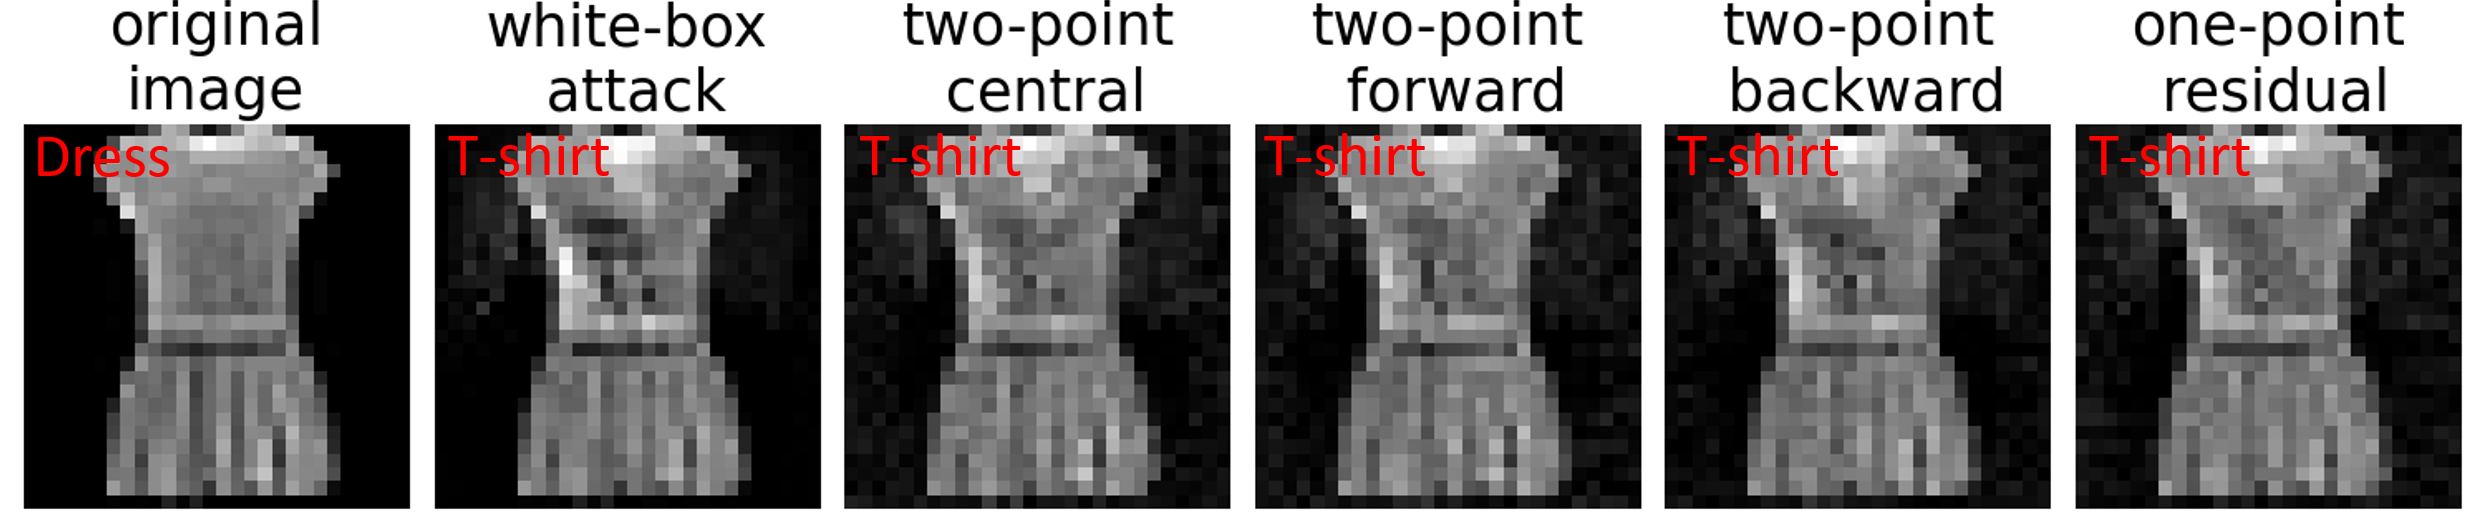 original
image
white-box
attack
two-point
central
two-point
forward
two-point
backward
one-point
residual
Dress
T-shirt
T-shirt
T-shirt
T-shirt
T-shirt